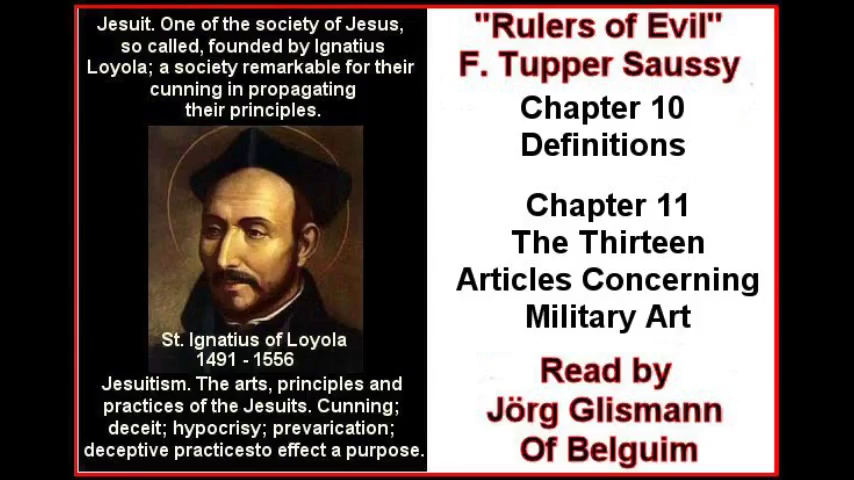 Jesuit. One of the society of Jesus,
so called, founded by Ignatius
Loyola; a society remarkable for their
cunning in propagating
their principles.
St. Ignatius of Loyola
1491 - 1556
Jesuitism. The arts, principles and
practices of the Jesuits. Cunning;
deceit; hypocrisy; prevarication;
deceptive practicesto effect a purpose.
"Rulers of Evil"
F. Tupper Saussy
Chapter 10
Definitions
Chapter 11
The Thirteen
Articles Concerning
Military Art
Read by
Jörg Glismann
Of Belguim